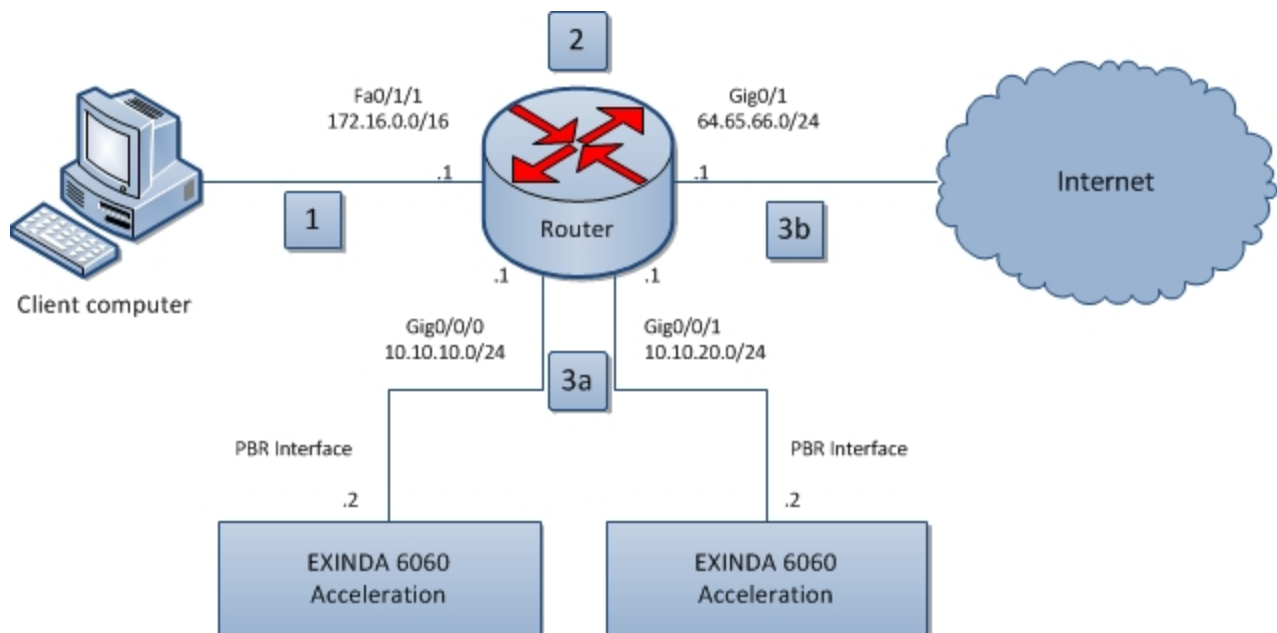 2
Fa0/1/1
172.16.0.0/16
Gig0/1
64.65.66.0/24
.1
.1
Internet
1
Router
3b
.1
.1
Client computer
Gig0/0/0
10.10.10.0/24
Gig0/0/1
10.10.20.0/24
3a
PBR Interface
PBR Interface
.2
.2
EXINDA 6060
Acceleration
EXINDA 6060
Acceleration